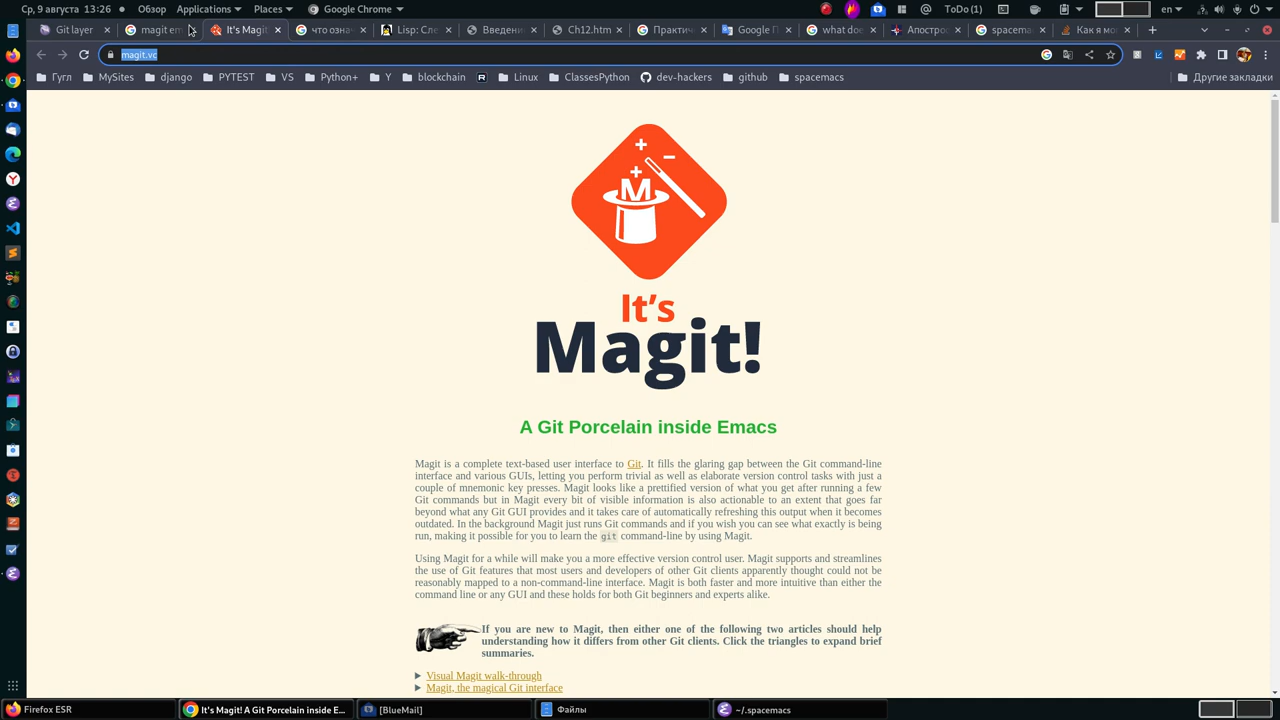 Ср, 9 августа 13:26
Обзор
Applications
Places
Google Chrome
ToDo (1)
en
Git layer
magit em
It's Magit
что означ
Lisp: Сле
Введени
Ch12.htm
Практич
Google П
what doe
Апостро
spacema
Как я мо
magit.vc
Гугл
MySites
django
PYTEST
VS
Python+
Y
blockchain
Linux
ClassesPython
dev-hackers
github
spacemacs
Другие закладки
It's
Magit!
A Git Porcelain inside Emacs
Magit is a complete text-based user interface to Git. It fills the glaring gap between the Git command-line
interface and various GUIs, letting you perform trivial as well as elaborate version control tasks with just a
couple of mnemonic key presses. Magit looks like a prettified version of what you get after running a few
Git commands but in Magit every bit of visible information is also actionable to an extent that goes far
beyond what any Git GUI provides and it takes care of automatically refreshing this output when it becomes
outdated. In the background Magit just runs Git commands and if you wish you can see what exactly is being
run, making it possible for you to learn the git command-line by using Magit.
Using Magit for a while will make you a more effective version control user. Magit supports and streamlines
the use of Git features that most users and developers of other Git clients apparently thought could not be
reasonably mapped to a non-command-line interface. Magit is both faster and more intuitive than either the
command line or any GUI and these holds for both Git beginners and experts alike.
If you are new to Magit, then either one of the following two articles should help
understanding how it differs from other Git clients. Click the triangles to expand brief
summaries.
Visual Magit walk-through
Magit, the magical Git interface
Firefox ESR
It's Magit! A Git Porcelain inside E...
[BlueMail]
Файлы
~/.spacemacs